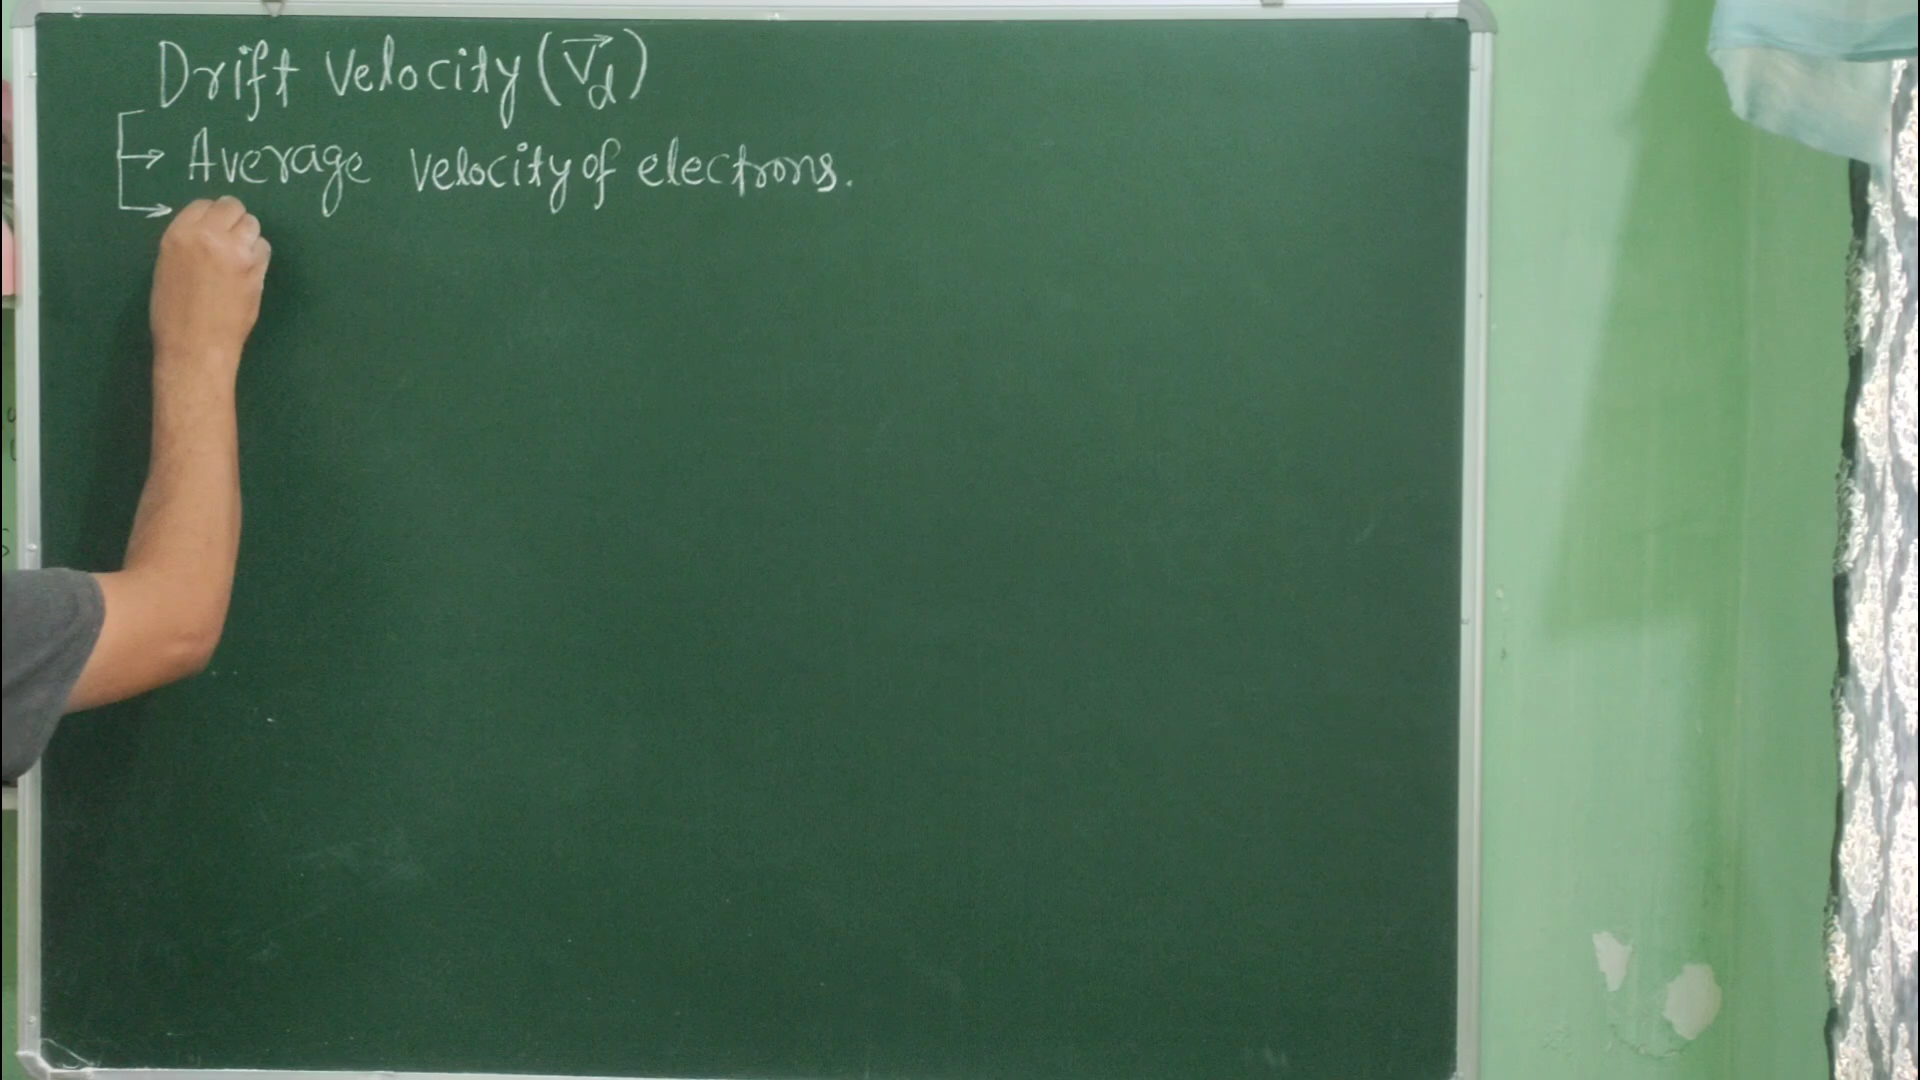 Drift Velocity (V⃗d)
→ Average Velocity of electrons.
→